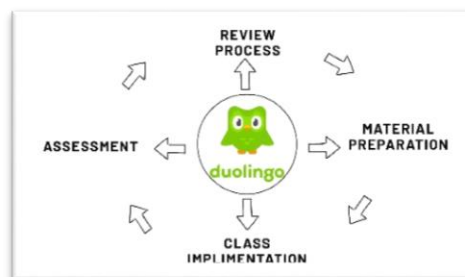 REVIEW
PROCESS
ASSESSMENT
MATERIAL
PREPARATION
duolingo
CLASS
IMPLIMENTATION